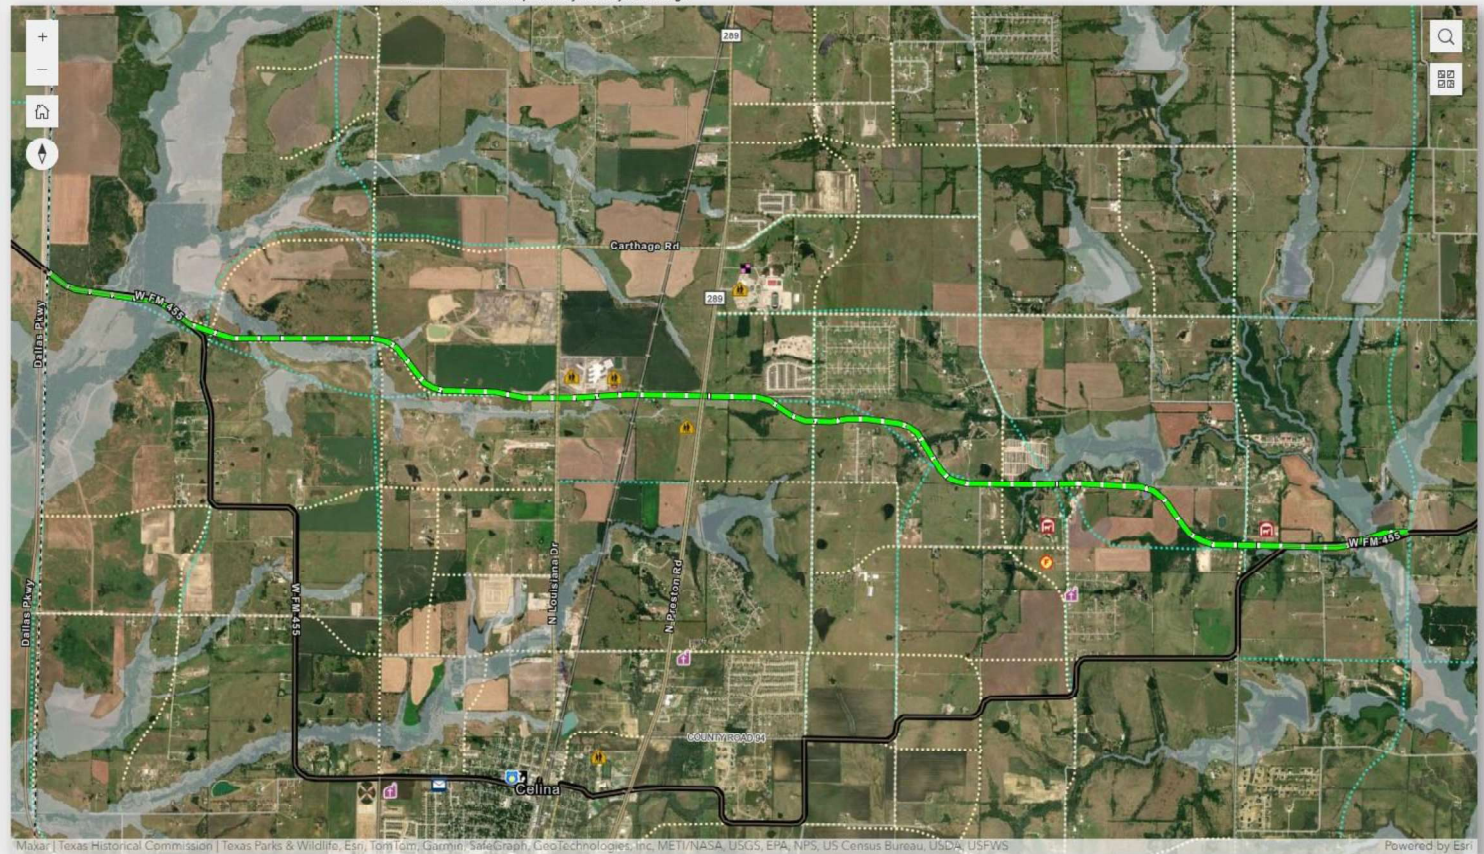 289
Carthage Rd
289
W FM 455
Dallas Pkwy
W FM 455
N Louisiana Dr
N Preston Rd
W FM 455
Dallas Pkwy
COUNTY ROAD 94
Celina
F
Maxar | Texas Historical Commission | Texas Parks & Wildlife, Esri, TomTom, Garmin, SafeGraph, GeoTechnologies, Inc, METI/NASA, USGS, EPA, NPS, US Census Bureau, USDA, USFWS
Powered by Esri